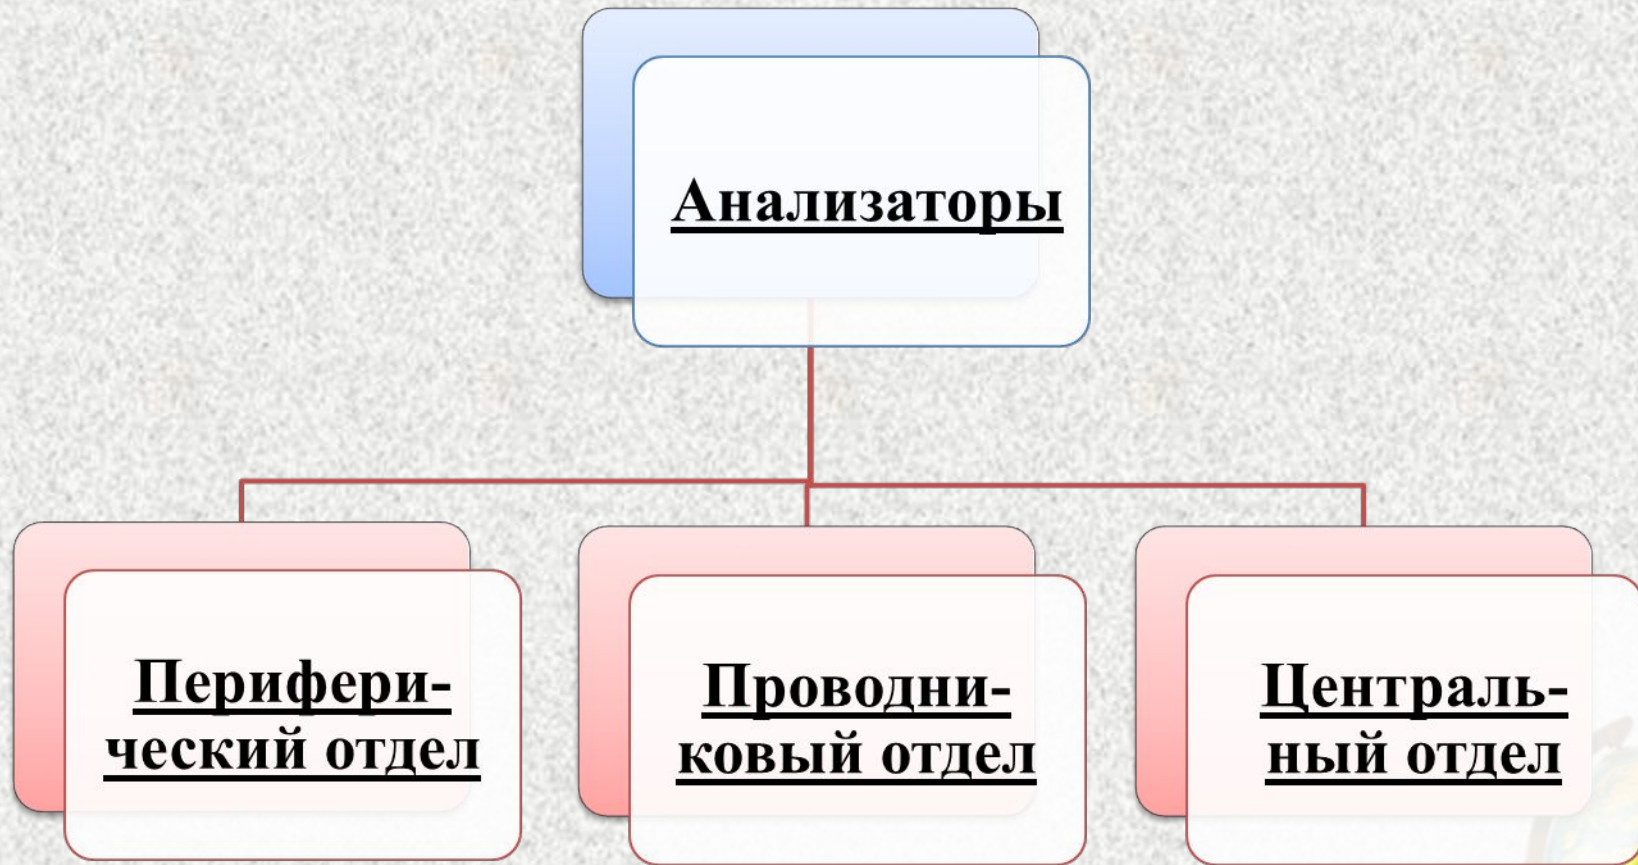 Анализаторы
Перифери-
ческий отдел
Проводни-
ковый отдел
Централь-
ный отдел